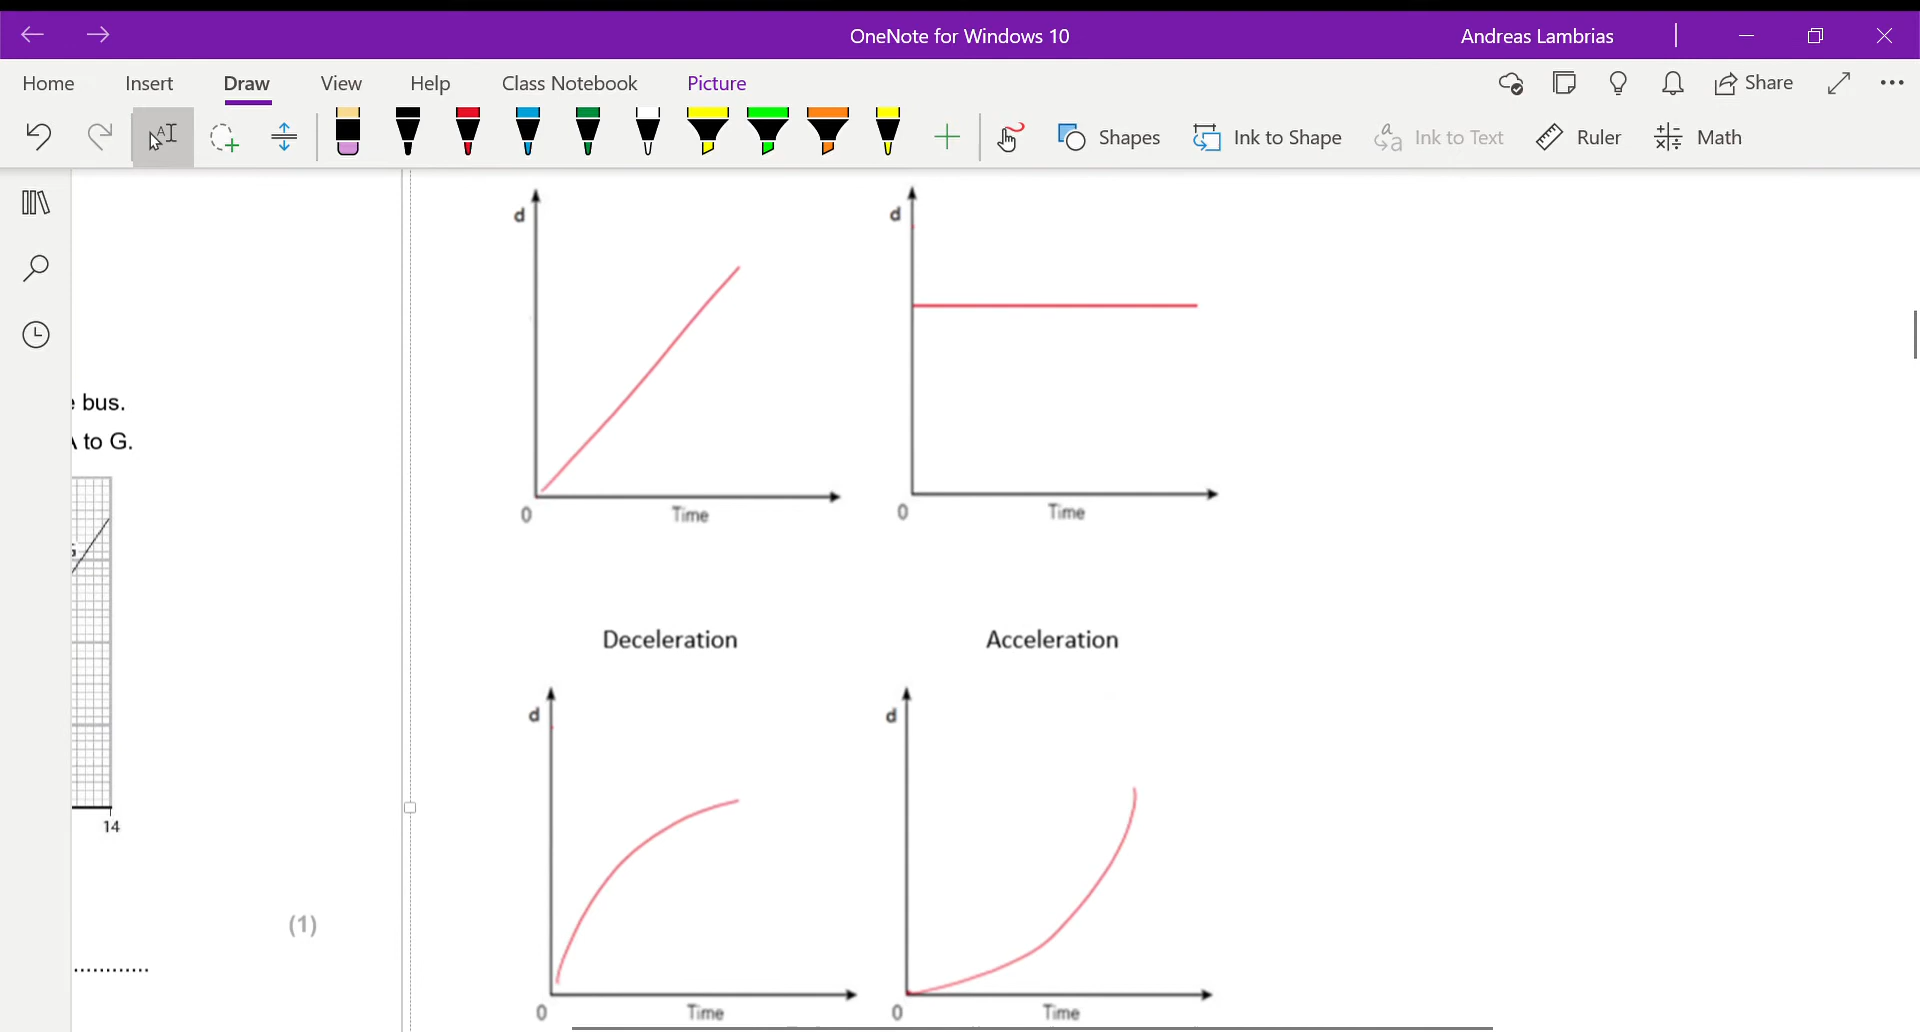 OneNote for Windows 10
Andreas Lambrias
Home Insert Draw View Help Class Notebook Picture
Share
Shapes Ink to Shape Ink to Text Ruler Math
d
d
0 Time
0 Time
bus.
to G.
14
(1)
............
Deceleration Acceleration
d
d
0 Time
0 Time